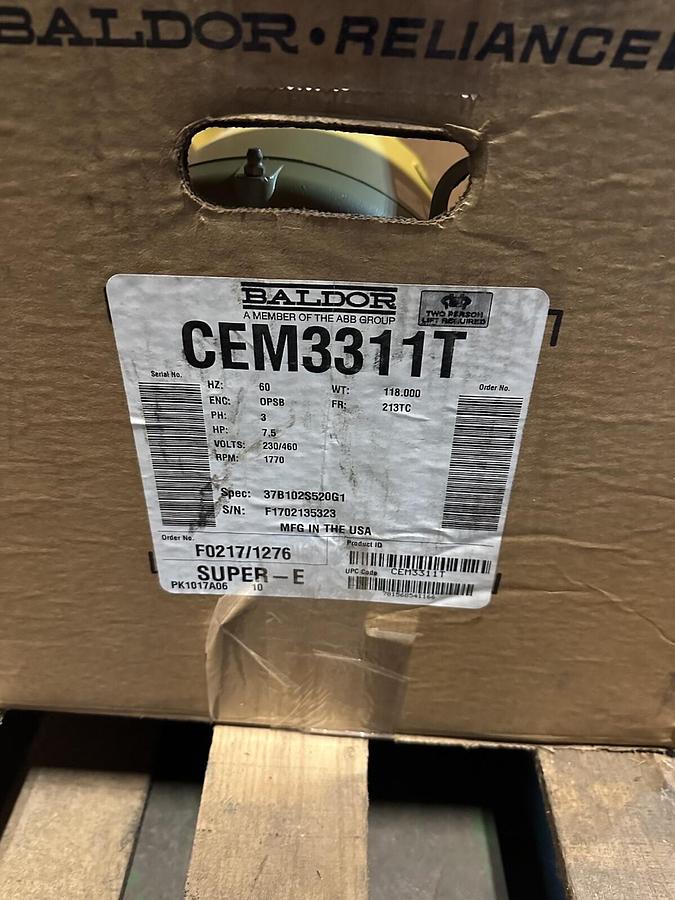 BALDOR • RELIANCE
BALDOR
A MEMBER OF THE ABB GROUP
TWO PERSON
LIFT REQUIRED
CEM3311T
Serial No.
Order No.
HZ: 60 WT: 118.000
ENC: OPSB FR: 213TC
PH: 3
HP: 7.5
VOLTS: 230/460
RPM: 1770
Spec: 37B102S520G1
S/N: F1702135323
MFG IN THE USA
Order No.
F0217/1276
Product ID
CEM3311T
UPC Code
781568541166
SUPER-E
PK1017A06 10